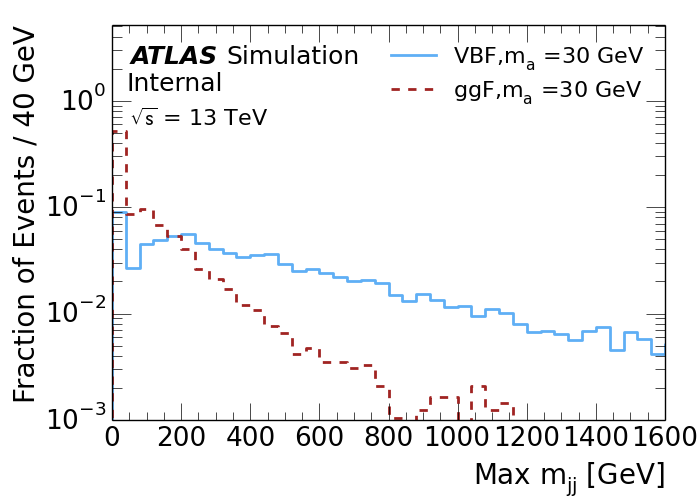 ATLAS Simulation
Internal
√s = 13 TeV
VBF,mₐ =30 GeV
ggF,mₐ =30 GeV
Fraction of Events / 40 GeV
10⁰
10⁻¹
10⁻²
10⁻³
0 200 400 600 800 1000 1200 1400 1600
Max m_jj [GeV]